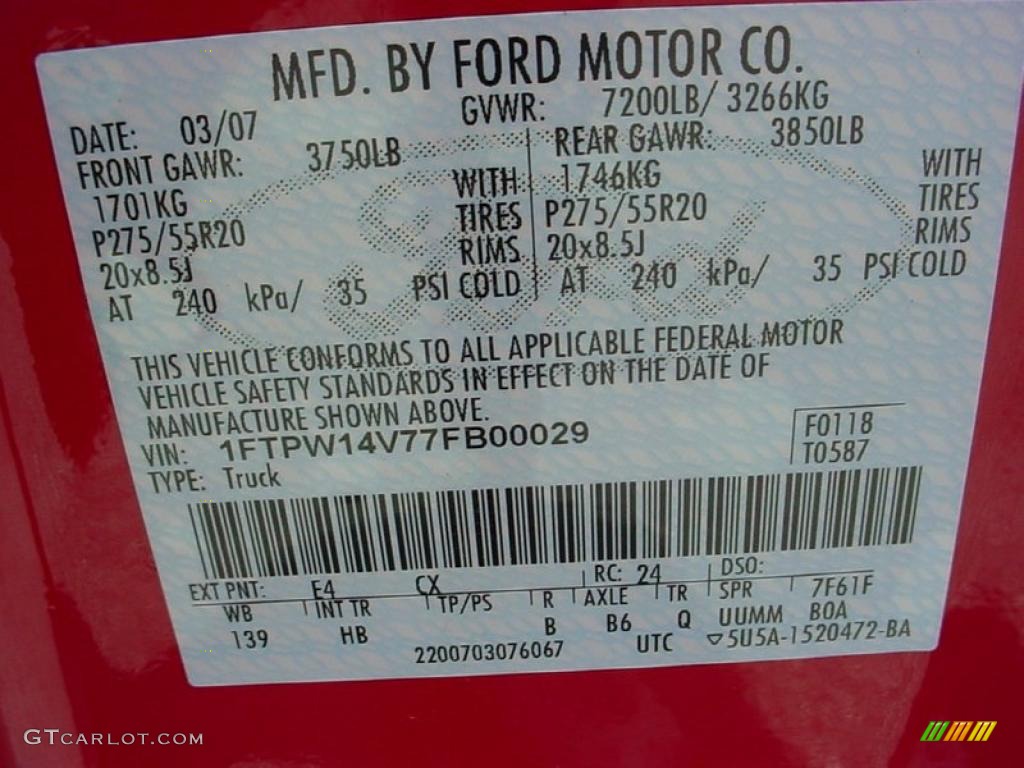 MFD. BY FORD MOTOR CO.
DATE: 03/07 GVWR: 7200LB/ 3266KG
FRONT GAWR: 3750LB REAR GAWR: 3850LB
1701KG WITH 1746KG WITH
P275/55R20 TIRES P275/55R20 TIRES
20x8.5J RIMS 20x8.5J RIMS
AT 240 kPa/ 35 PSI COLD AT 240 kPa/ 35 PSI COLD
THIS VEHICLE CONFORMS TO ALL APPLICABLE FEDERAL MOTOR
VEHICLE SAFETY STANDARDS IN EFFECT ON THE DATE OF
MANUFACTURE SHOWN ABOVE.
VIN: 1FTPW14V77FB00029 F0118
TYPE: Truck T0587
EXT PNT: E4 CX RC: 24 DSO:
WB INT TR TP/PS R AXLE TR SPR 7F61F
139 HB B B6 Q UUMM BOA
2200703076067 UTC ▽5U5A-1520472-BA
GTCARLOT.COM